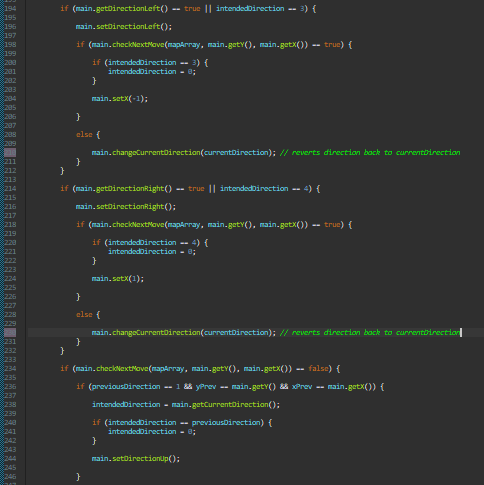 194 if (main.getDirectionLeft() == true || intendedDirection == 3) {
195
196 main.setDirectionLeft();
197
198 if (main.checkNextMove(mapArray, main.getY(), main.getX()) == true) {
199
200 if (intendedDirection == 3) {
201 intendedDirection = 0;
202 }
203
204 main.setX(-1);
205
206 }
207
208 else {
209
210 main.changeCurrentDirection(currentDirection); // reverts direction back to currentDirection
211 }
212 }
213
214 if (main.getDirectionRight() == true || intendedDirection == 4) {
215
216 main.setDirectionRight();
217
218 if (main.checkNextMove(mapArray, main.getY(), main.getX()) == true) {
219
220 if (intendedDirection == 4) {
221 intendedDirection = 0;
222 }
223
224 main.setX(1);
225
226 }
227
228 else {
229
230 main.changeCurrentDirection(currentDirection); // reverts direction back to currentDirection
231 }
232 }
233
234 if (main.checkNextMove(mapArray, main.getY(), main.getX()) == false) {
235
236 if (previousDirection == 1 && yPrev == main.getY() && xPrev == main.getX()) {
237
238 intendedDirection = main.getCurrentDirection();
239
240 if (intendedDirection == previousDirection) {
241 intendedDirection = 0;
242 }
243
244 main.setDirectionUp();
245
246 }